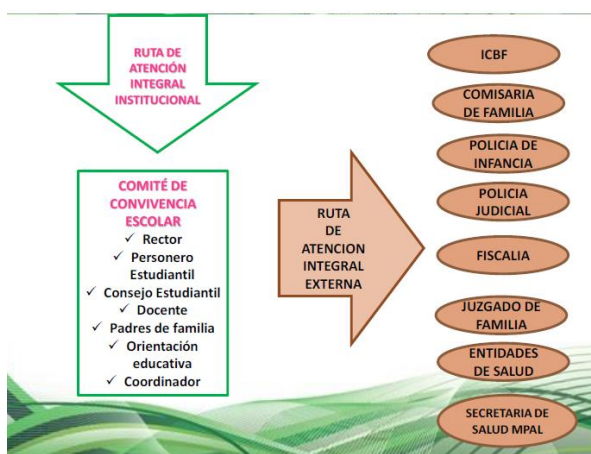 RUTA DE
ATENCIÓN
INTEGRAL
INSTITUCIONAL
COMITÉ DE
CONVIVENCIA
ESCOLAR
✓ Rector
✓ Personero
Estudiantil
✓ Consejo Estudiantil
✓ Docente
✓ Padres de familia
✓ Orientación
educativa
✓ Coordinador
RUTA
DE
ATENCION
INTEGRAL
EXTERNA
ICBF
COMISARIA
DE FAMILIA
POLICIA DE
INFANCIA
POLICIA
JUDICIAL
FISCALIA
JUZGADO DE
FAMILIA
ENTIDADES
DE SALUD
SECRETARIA DE
SALUD MPAL